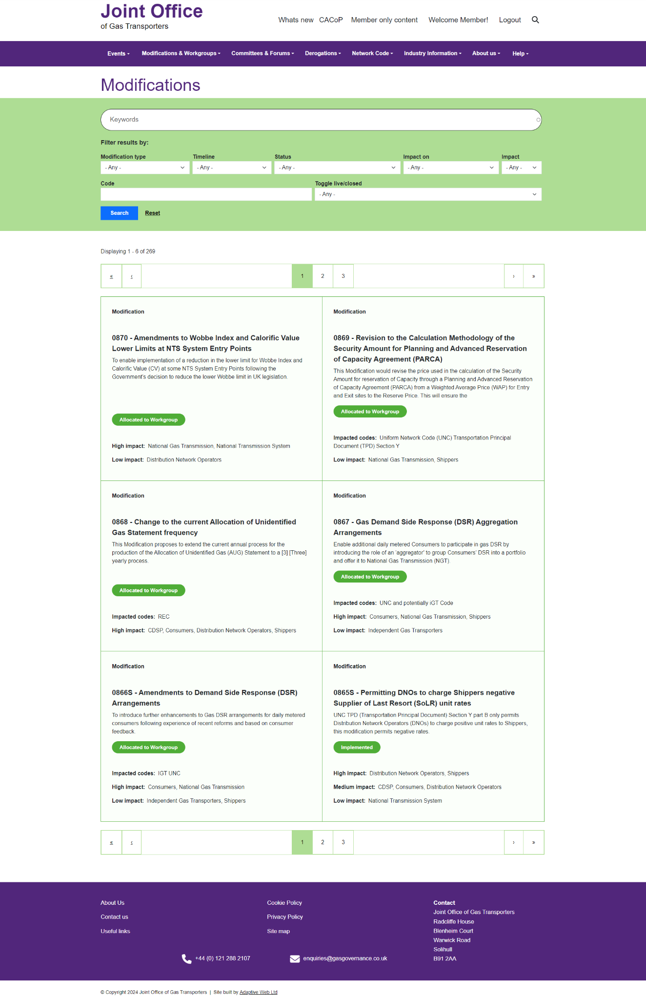 Joint Office
of Gas Transporters
Whats new CACoP Member only content Welcome Member! Logout
Events Modifications & Workgroups Committees & Forums Derogations Network Code Industry Information About us Help
Modifications
Keywords
Filter results by:
Modification type Timeline Status Impact on Impact
- Any - - Any - - Any - - Any - - Any -
Code Toggle live/closed
- Any -
Search Reset
Displaying 1 - 6 of 269
« ‹ 1 2 3 › »
Modification
0870 - Amendments to Wobbe Index and Calorific Value
Lower Limits at NTS System Entry Points
To enable implementation of a reduction in the lower limit for Wobbe Index and
Calorific Value (CV) at some NTS System Entry Points following the
Government's decision to reduce the lower Wobbe limit in UK legislation.
Allocated to Workgroup
High impact: National Gas Transmission, National Transmission System
Low impact: Distribution Network Operators
Modification
0869 - Revision to the Calculation Methodology of the
Security Amount for Planning and Advanced Reservation
of Capacity Agreement (PARCA)
This Modification would revise the price used in the calculation of the Security
Amount for reservation of Capacity through a Planning and Advanced Reservation
of Capacity Agreement (PARCA) from a Weighted Average Price (WAP) for Entry
and Exit sites to the Reserve Price. This will ensure the
Allocated to Workgroup
Impacted codes: Uniform Network Code (UNC) Transportation Principal
Document (TPD) Section Y
Low impact: National Gas Transmission, Shippers
Modification
0868 - Change to the current Allocation of Unidentified
Gas Statement frequency
This Modification proposes to extend the current annual process for the
production of the Allocation of Unidentified Gas (AUG) Statement to a [3] [Three]
yearly process.
Allocated to Workgroup
Impacted codes: REC
High impact: CDSP, Consumers, Distribution Network Operators, Shippers
Modification
0867 - Gas Demand Side Response (DSR) Aggregation
Arrangements
Enable additional daily metered Consumers to participate in gas DSR by
introducing the role of an 'aggregator' to group Consumers' DSR into a portfolio
and offer it to National Gas Transmission (NGT).
Allocated to Workgroup
Impacted codes: UNC and potentially iGT Code
High impact: Consumers, National Gas Transmission, Shippers
Low impact: Independent Gas Transporters
Modification
0866S - Amendments to Demand Side Response (DSR)
Arrangements
To introduce further enhancements to Gas DSR arrangements for daily metered
consumers following experience of recent reforms and based on consumer
feedback.
Allocated to Workgroup
Impacted codes: IGT UNC
High impact: Consumers, National Gas Transmission
Low impact: Independent Gas Transporters, Shippers
Modification
0865S - Permitting DNOs to charge Shippers negative
Supplier of Last Resort (SoLR) unit rates
UNC TPD (Transportation Principal Document) Section Y part B only permits
Distribution Network Operators (DNOs) to charge positive unit rates to Shippers,
this modification permits negative rates.
Implemented
High impact: Distribution Network Operators, Shippers
Medium impact: CDSP, Consumers, Distribution Network Operators
Low impact: National Transmission System
« ‹ 1 2 3 › »
About Us
Contact us
Useful links
Cookie Policy
Privacy Policy
Site map
Contact
Joint Office of Gas Transporters
Radcliffe House
Blenheim Court
Warwick Road
Solihull
B91 2AA
+44 (0) 121 288 2107
enquiries@gasgovernance.co.uk
© Copyright 2024 Joint Office of Gas Transporters | Site built by Adaptive Web Ltd